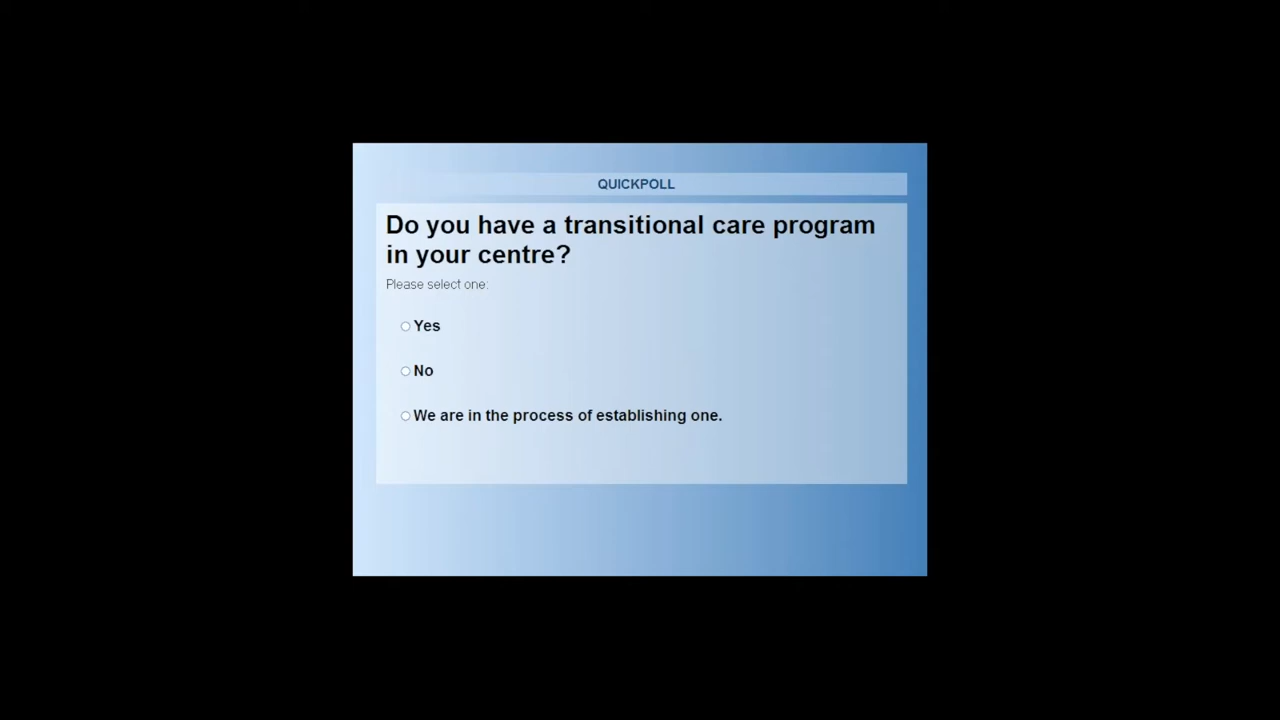 QUICKPOLL
Do you have a transitional care program
in your centre?
Please select one:
Yes
No
We are in the process of establishing one.